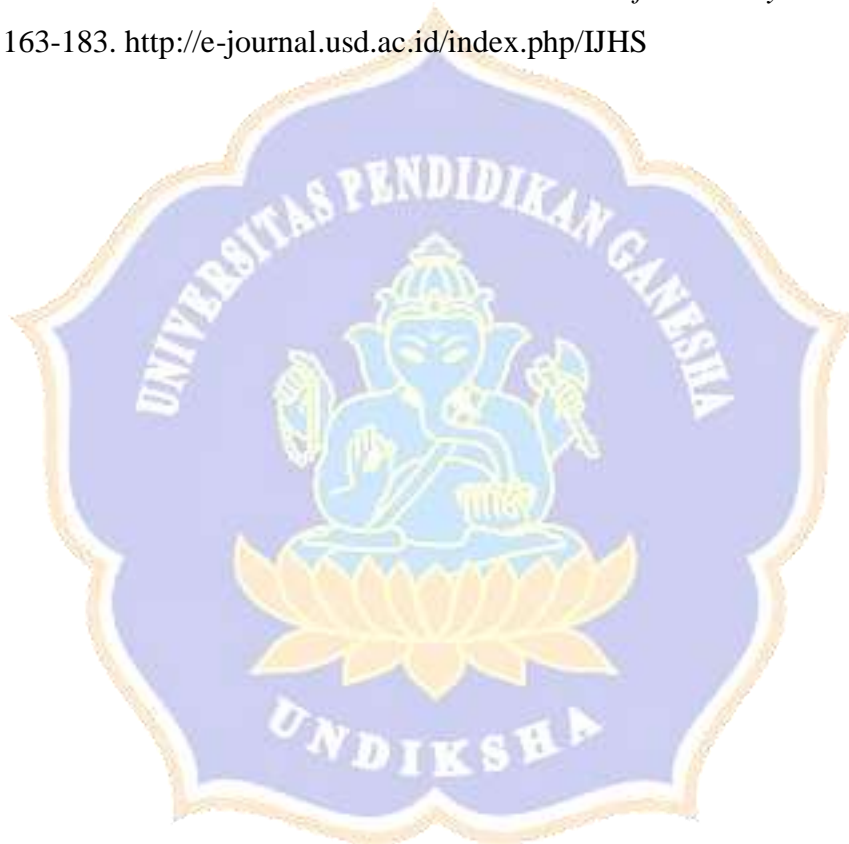 163-183. http://e-journal.usd.ac.id/index.php/IJHS
UNIVERSITAS PENDIDIKAN GANESHA
UNDIKSHA